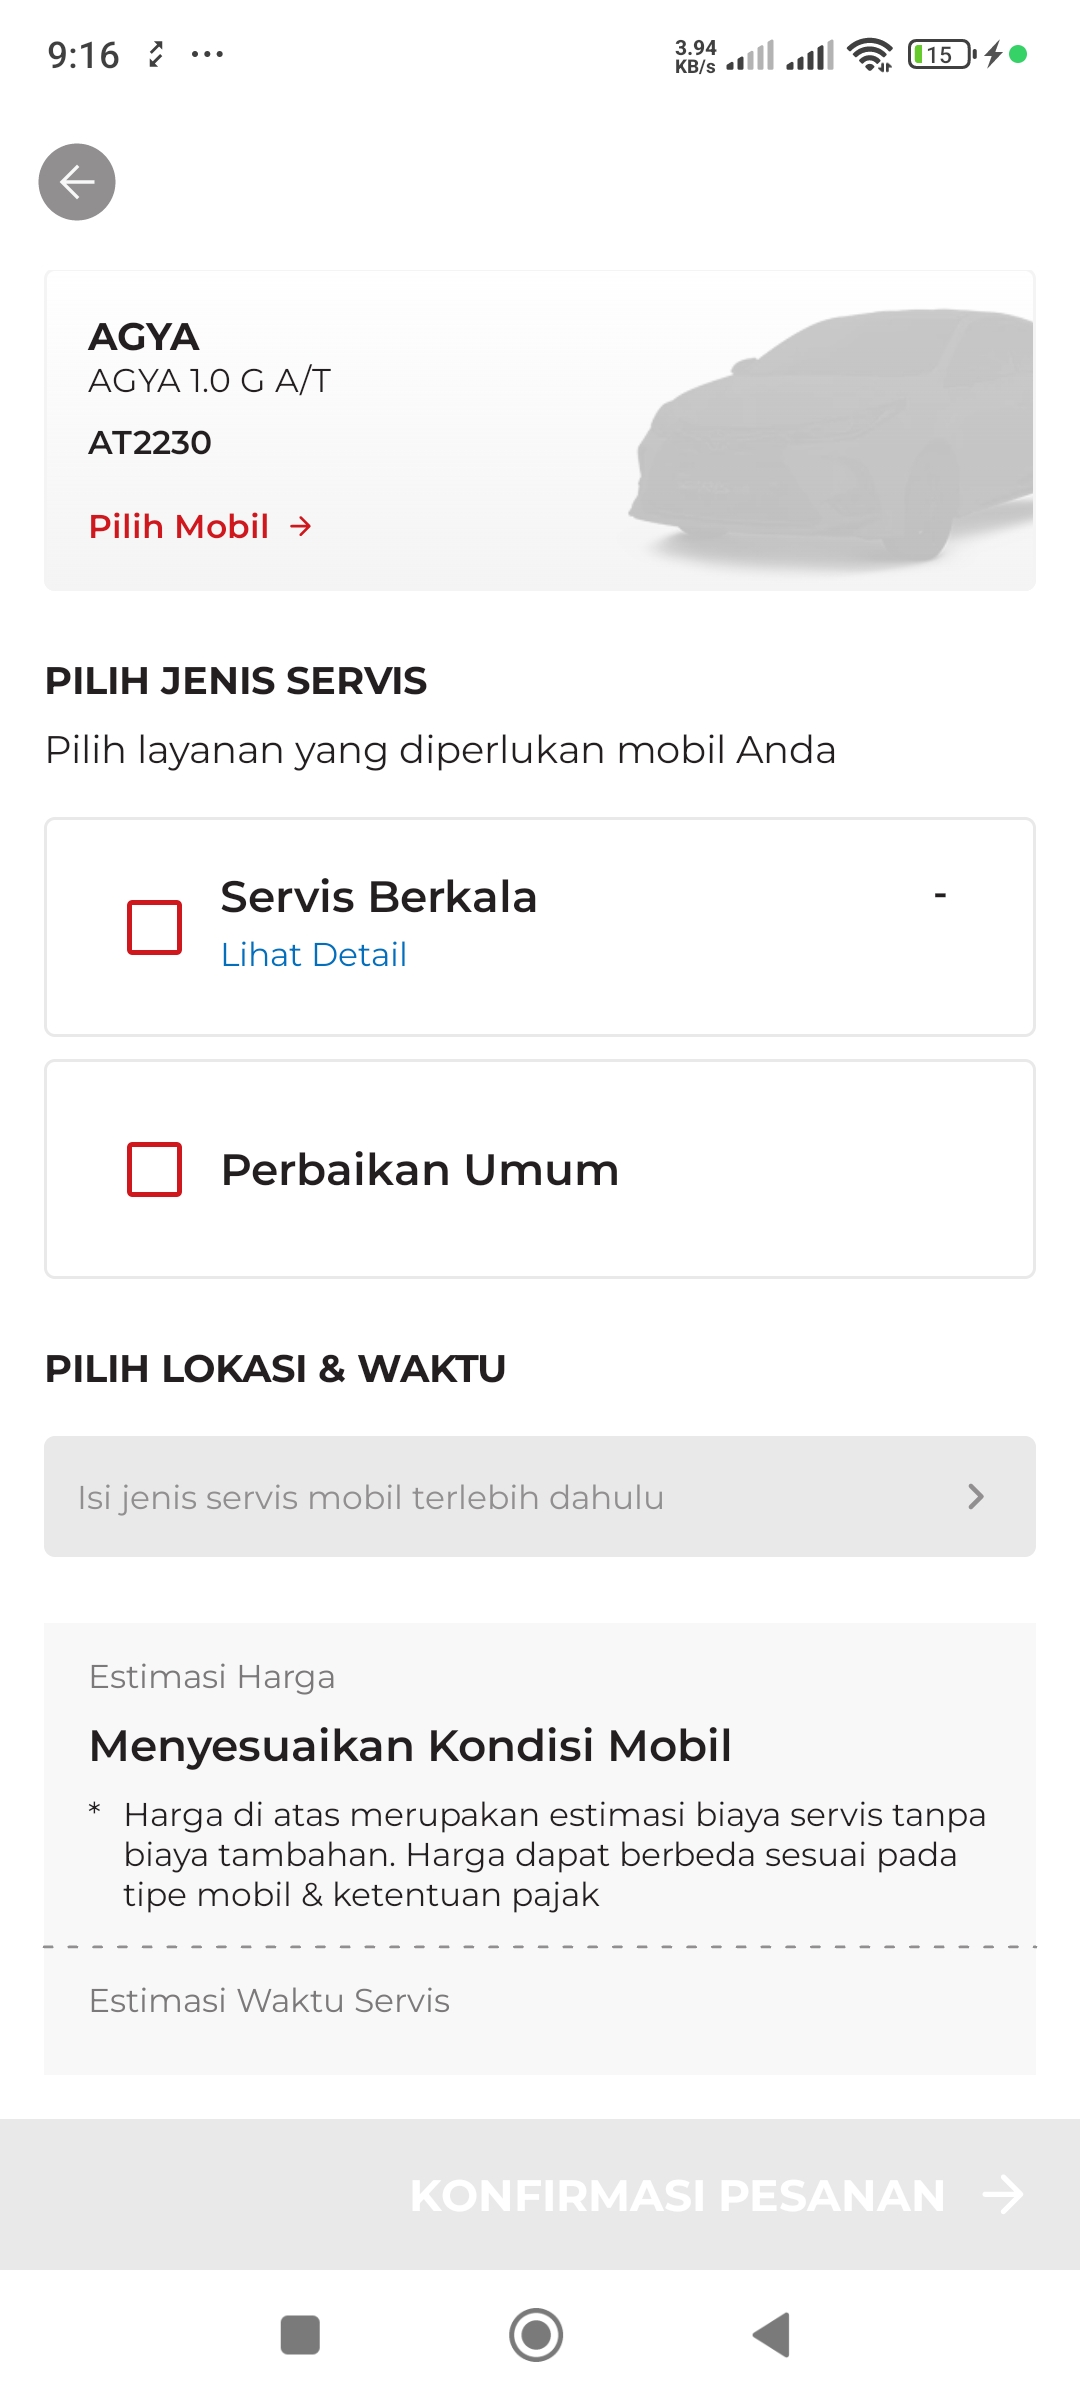 9:16
3.94
KB/s
15
AGYA
AGYA 1.0 G A/T
AT2230
Pilih Mobil
PILIH JENIS SERVIS
Pilih layanan yang diperlukan mobil Anda
Servis Berkala
-
Lihat Detail
Perbaikan Umum
PILIH LOKASI & WAKTU
Isi jenis servis mobil terlebih dahulu
Estimasi Harga
Menyesuaikan Kondisi Mobil
* Harga di atas merupakan estimasi biaya servis tanpa
biaya tambahan. Harga dapat berbeda sesuai pada
tipe mobil & ketentuan pajak
Estimasi Waktu Servis
KONFIRMASI PESANAN